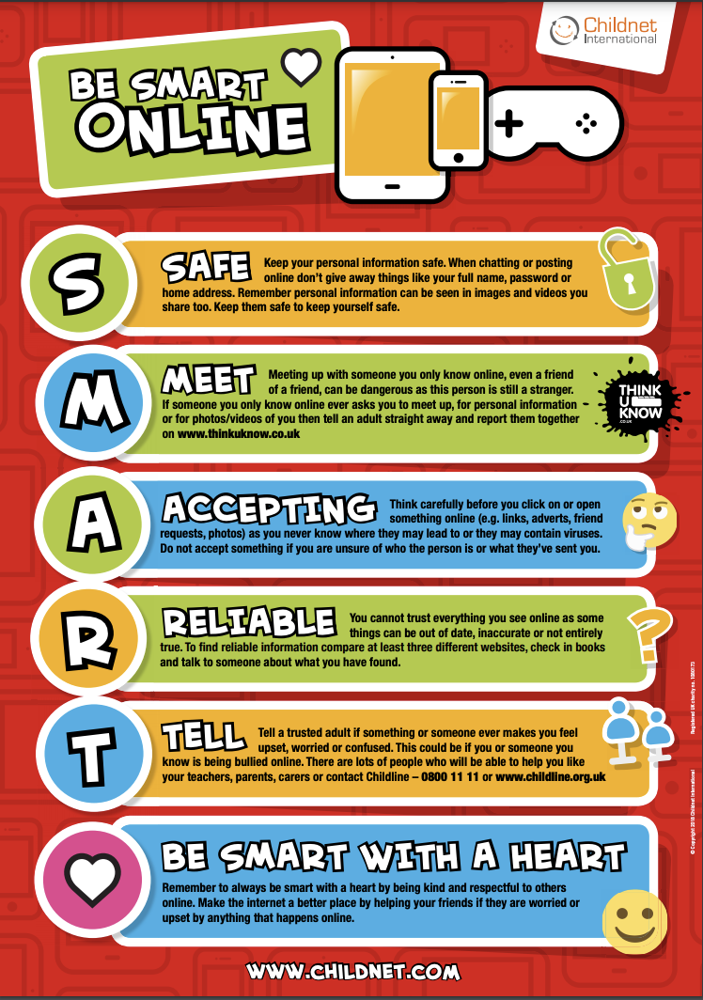 Childnet
International
BE SMART
ONLINE
S
SAFE Keep your personal information safe. When chatting or posting
online don't give away things like your full name, password or
home address. Remember personal information can be seen in images and videos you
share too. Keep them safe to keep yourself safe.
M
MEET Meeting up with someone you only know online, even a friend
of a friend, can be dangerous as this person is still a stranger.
If someone you only know online ever asks you to meet up, for personal information
or for photos/videos of you then tell an adult straight away and report them together
on www.thinkuknow.co.uk
THINK
U
KNOW
.CO.UK
A
ACCEPTING Think carefully before you click on or open
something online (e.g. links, adverts, friend
requests, photos) as you never know where they may lead to or they may contain viruses.
Do not accept something if you are unsure of who the person is or what they've sent you.
R
RELIABLE You cannot trust everything you see online as some
things can be out of date, inaccurate or not entirely
true. To find reliable information compare at least three different websites, check in books
and talk to someone about what you have found.
T
TELL Tell a trusted adult if something or someone ever makes you feel
upset, worried or confused. This could be if you or someone you
know is being bullied online. There are lots of people who will be able to help you like
your teachers, parents, carers or contact Childline – 0800 11 11 or www.childline.org.uk
BE SMART WITH A HEART
Remember to always be smart with a heart by being kind and respectful to others
online. Make the internet a better place by helping your friends if they are worried or
upset by anything that happens online.
WWW.CHILDNET.COM
© Copyright 2018 Childnet International
Registered UK charity no. 1080173